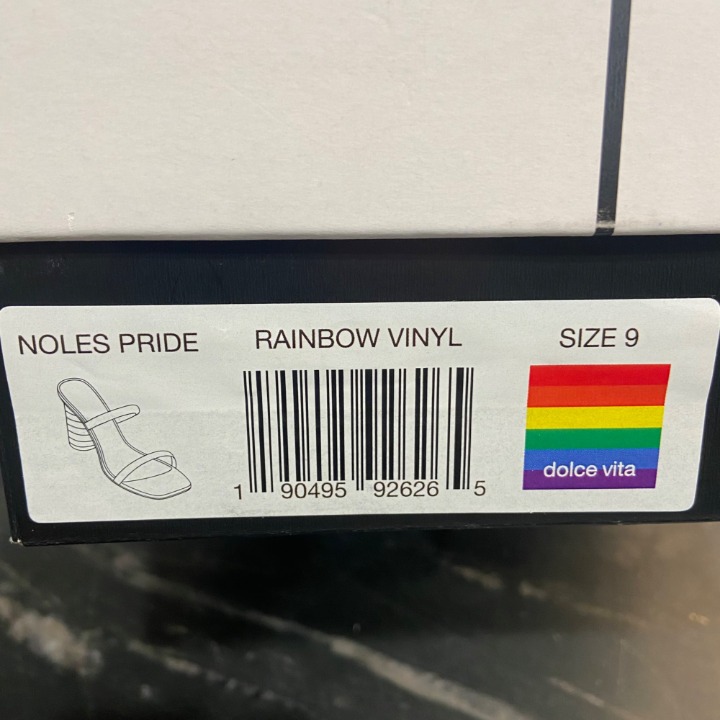 NOLES PRIDE
RAINBOW VINYL
SIZE 9
1 90495 92626 5
dolce vita